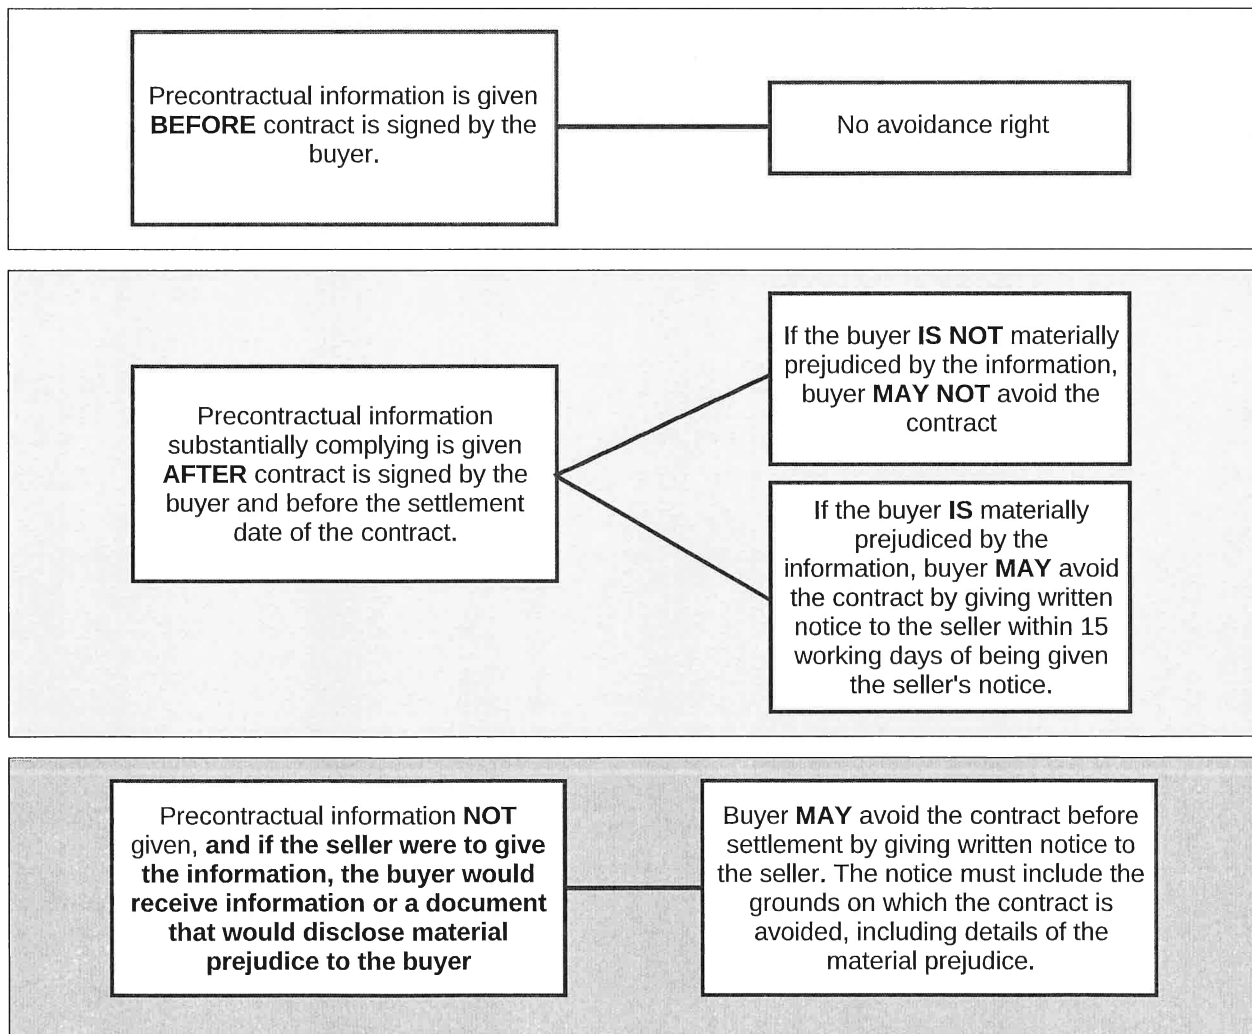 Precontractual information is given
BEFORE contract is signed by the
buyer.
No avoidance right
Precontractual information
substantially complying is given
AFTER contract is signed by the
buyer and before the settlement
date of the contract.
If the buyer IS NOT materially
prejudiced by the information,
buyer MAY NOT avoid the
contract
If the buyer IS materially
prejudiced by the
information, buyer MAY avoid
the contract by giving written
notice to the seller within 15
working days of being given
the seller's notice.
Precontractual information NOT
given, and if the seller were to give
the information, the buyer would
receive information or a document
that would disclose material
prejudice to the buyer
Buyer MAY avoid the contract before
settlement by giving written notice to
the seller. The notice must include the
grounds on which the contract is
avoided, including details of the
material prejudice.